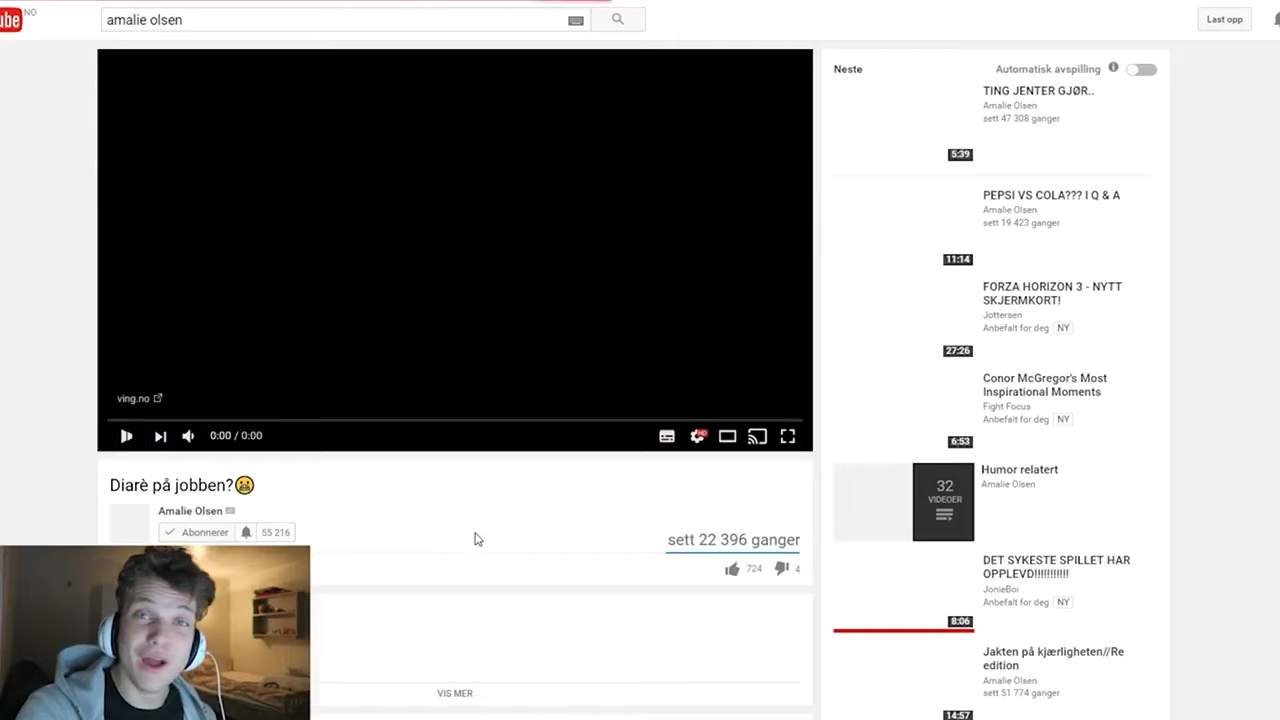 ube NO
amalie olsen
Last opp
ving.no
0:00 / 0:00
HD
Diarè på jobben?😬
Amalie Olsen
Abonnerer 55 216
sett 22 396 ganger
724 4
VIS MER
Neste Automatisk avspilling
TING JENTER GJØR..
Amalie Olsen
sett 47 308 ganger
5:39
PEPSI VS COLA??? I Q & A
Amalie Olsen
sett 19 423 ganger
11:14
FORZA HORIZON 3 - NYTT
SKJERMKORT!
Jottersen
Anbefalt for deg NY
27:26
Conor McGregor's Most
Inspirational Moments
Fight Focus
Anbefalt for deg NY
6:53
Humor relatert
Amalie Olsen
32
VIDEOER
DET SYKESTE SPILLET HAR
OPPLEVD!!!!!!!!!!!
JonieBoi
Anbefalt for deg NY
8:06
Jakten på kjærligheten//Re
edition
Amalie Olsen
sett 51 774 ganger
14:57